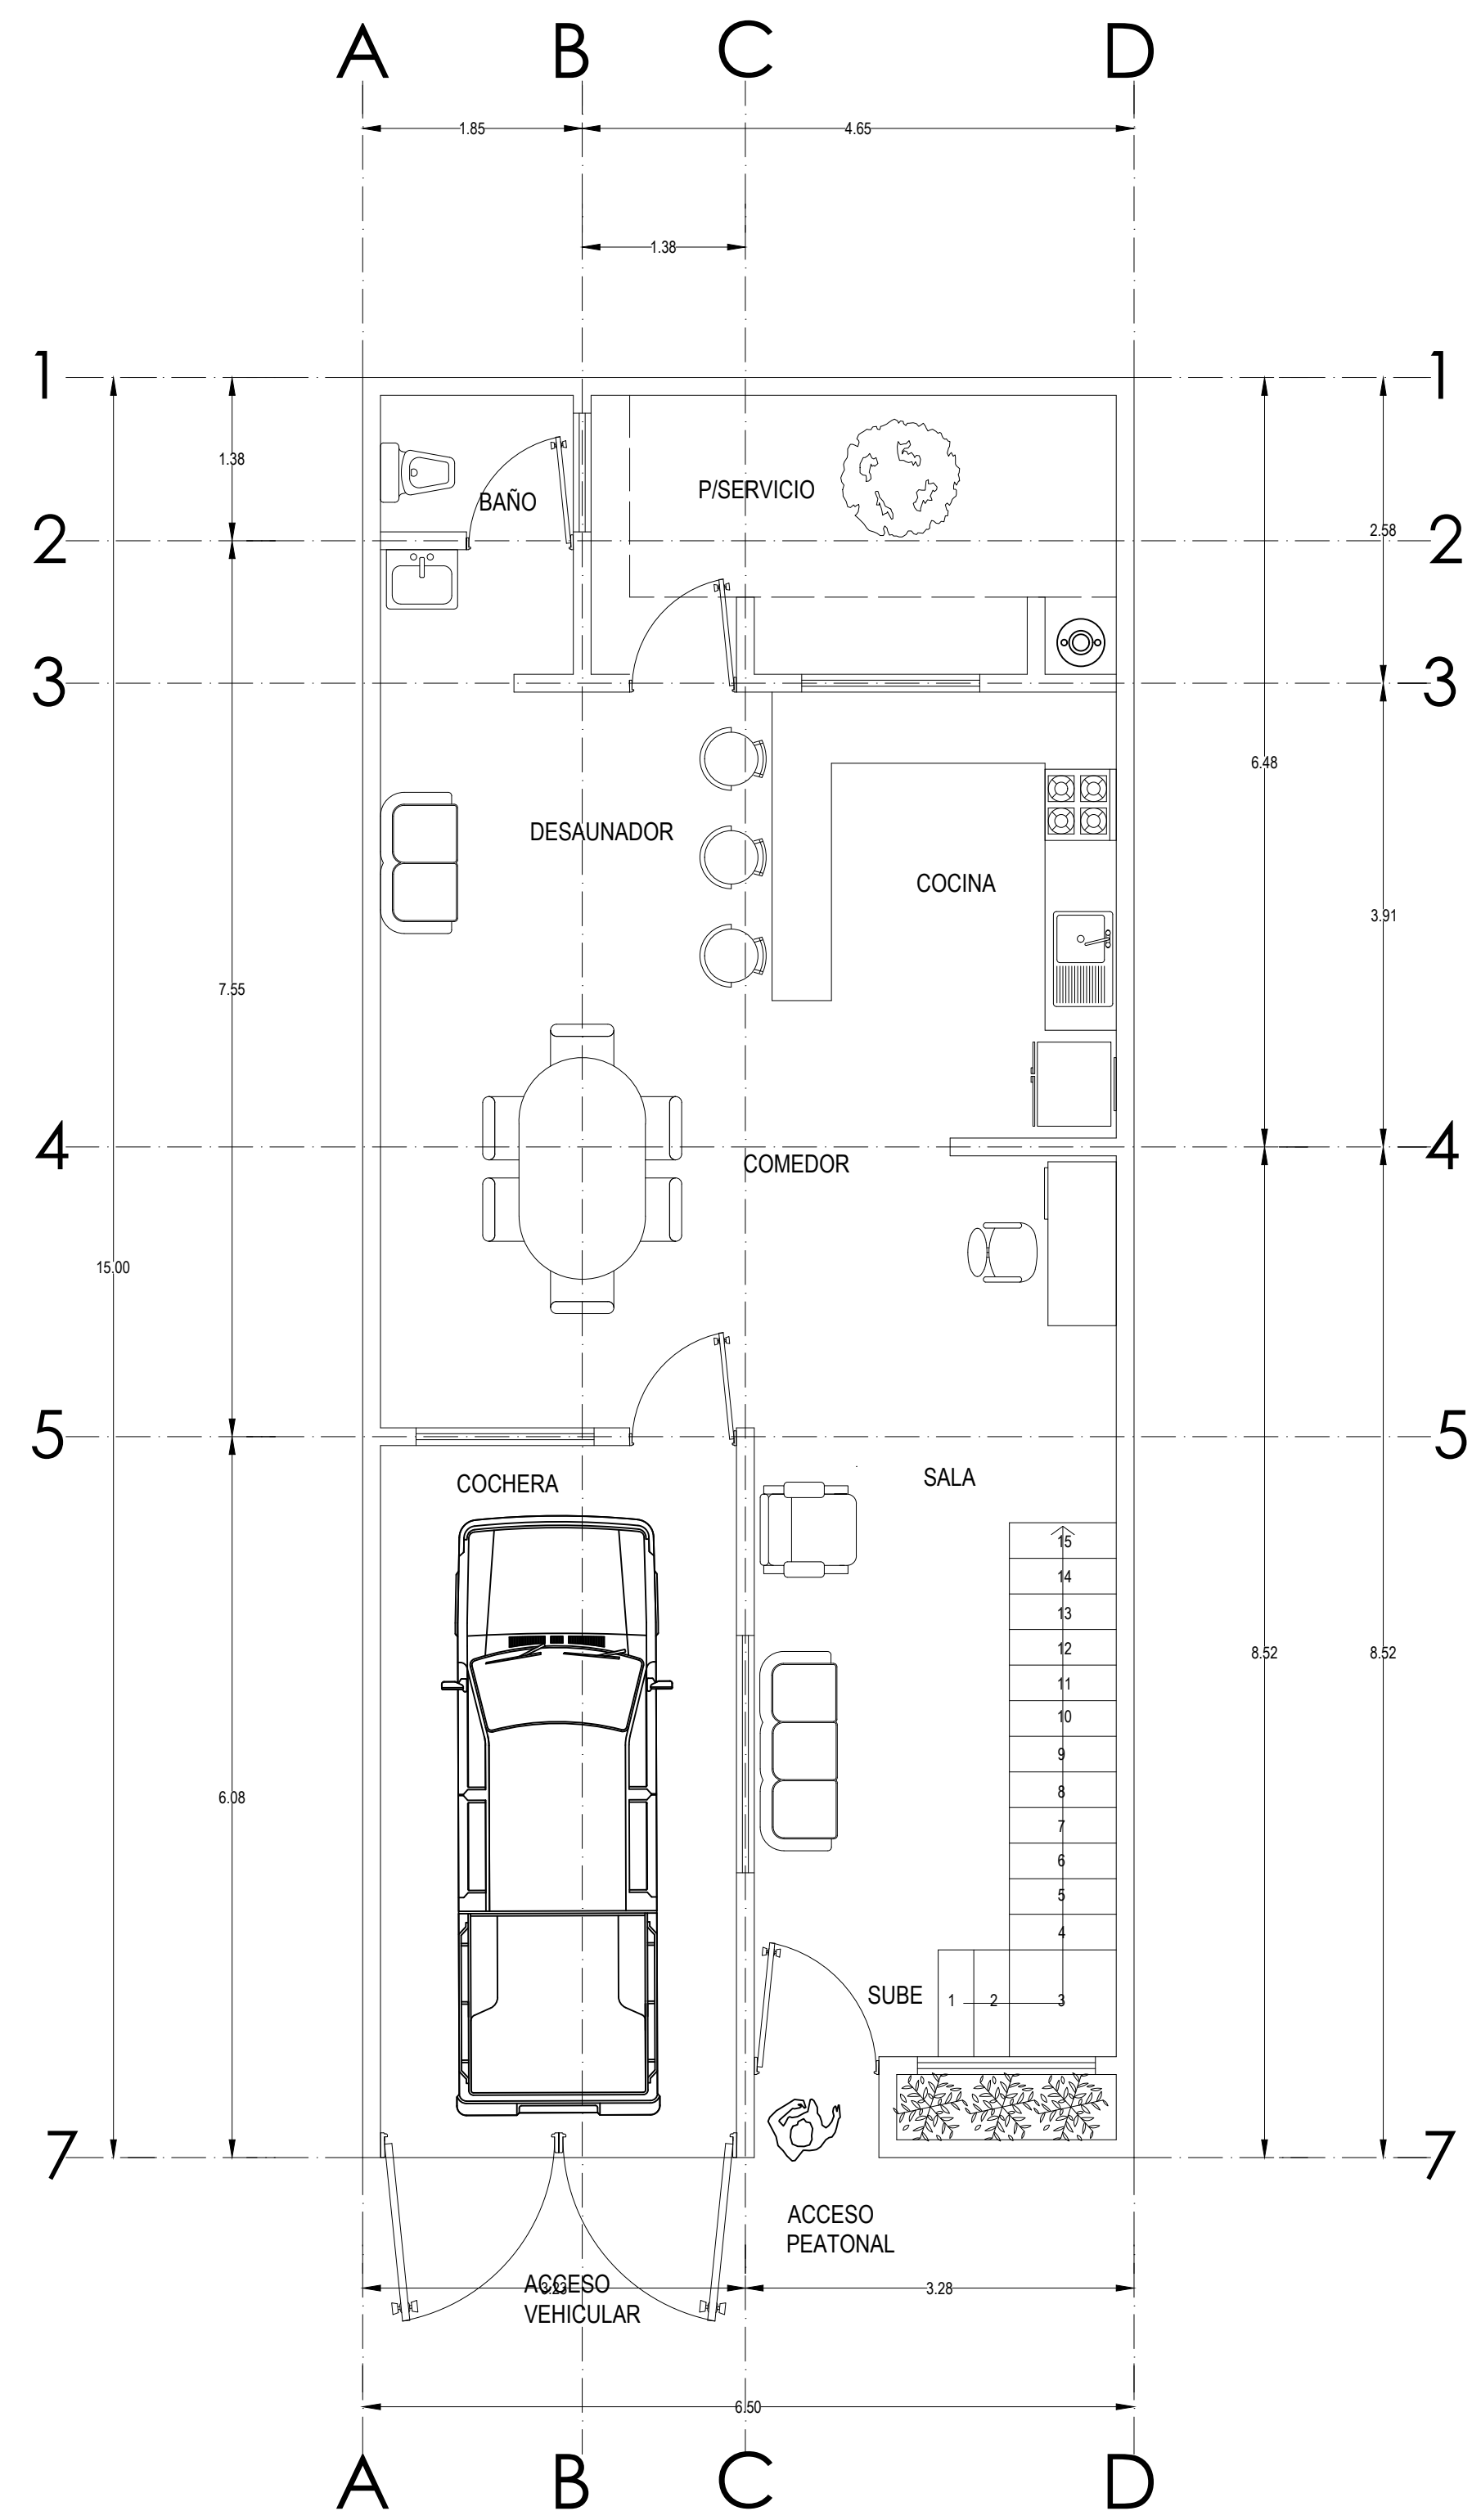 A B C D
1.85 4.65
1.38
1 1
1.38
BAÑO P/SERVICIO
2 2
2.58
3 3
6.48
DESAUNADOR
COCINA
3.91
7.55
4 4
COMEDOR
15.00
5 5
COCHERA SALA
15
14
13
12
8.52 8.52
11
10
9
8
6.08
7
6
5
4
SUBE 1 2 3
7 7
ACCESO
PEATONAL
ACCESO
VEHICULAR
3.23 3.28
6.50
A B C D